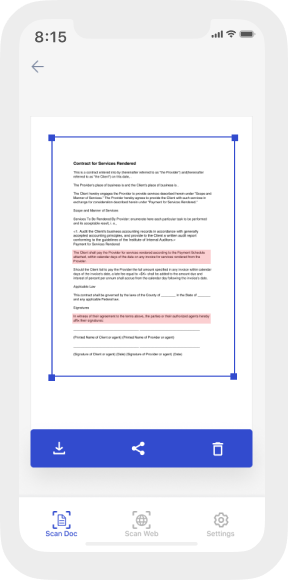 8:15
Contract for Services Rendered
This is a contract entered into by (hereinafter referred to as "the Provider") and(hereinafter
referred to as "the Client") on this date,.
The Provider's place of business is and the Client's place of business is.
The Client hereby engages the Provider to provide services described herein under "Scope and
Manner of Services." The Provider hereby agrees to provide the Client with such services in
exchange for consideration described herein under "Payment for Services Rendered."
Scope and Manner of Services
Services To Be Rendered By Provider: enumerate here each particular task to be performed
and its acceptable result, i. e.,
Audit the Client's business accounting records in accordance with generally
accepted accounting principles, and provide to the Client a written audit report
conforming to the guidelines of the Institute of Internal Auditors.
Payment for Services Rendered
The Client shall pay the Provider for services rendered according to the Payment Schedule
attached, within calendar days of the date on any invoice for services rendered from the
Provider.
Should the Client fail to pay the Provider the full amount specified in any invoice within calendar
days of the invoice's date, a late fee equal to $$$. shall be added to the amount due and
interest of percent per annum shall accrue from the calendar day following the invoice's date.
Applicable Law
This contract shall be governed by the laws of the County of ________ in the State of ________
and any applicable Federal law.
Signatures
In witness of their agreement to the terms above, the parties or their authorized agents hereby
affix their signatures:
(Printed Name of Client or agent) (Printed Name of Provider or agent)
(Signature of Client or agent) (Date) (Signature of Provider or agent) (Date)
Scan Doc
Scan Web
Settings